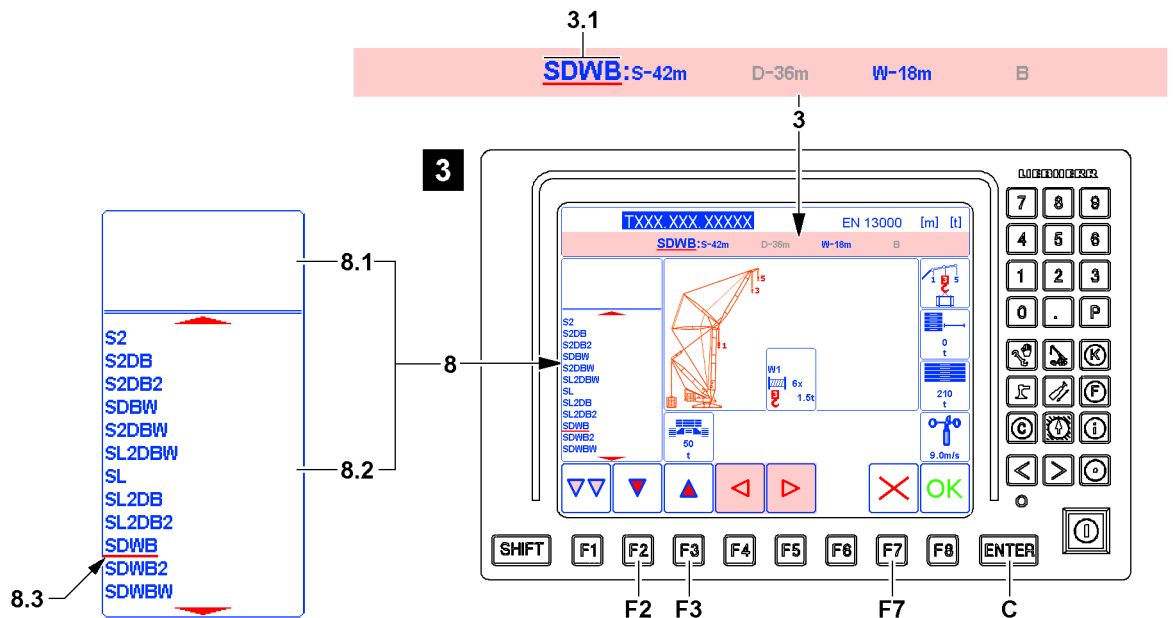 3.1
SDWB:S-42m D-36m W-18m B
3
3
LIEBHERR
TXXX.XXX.XXXXX EN 13000 [m] [t]
SDWB:S-42m D-36m W-18m B
8.1
8
8.2
8.3
S2
S2DB
S2DB2
SDBW
S2DBW
SL2DBW
SL
SL2DB
SL2DB2
SDWB
SDWB2
SDWBW
S2
S2DB
S2DB2
SDBW
S2DBW
SL2DBW
SL
SL2DB
SL2DB2
SDWB
SDWB2
SDWBW
5
3
1
W1
6x
3
1.5t
50
t
1 3 5
0
t
210
t
9.0m/s
OK
7 8 9
4 5 6
1 2 3
0 . P
K
F
C i
< >
SHIFT F1 F2 F3 F4 F5 F6 F7 F8 ENTER
F2 F3 F7 C